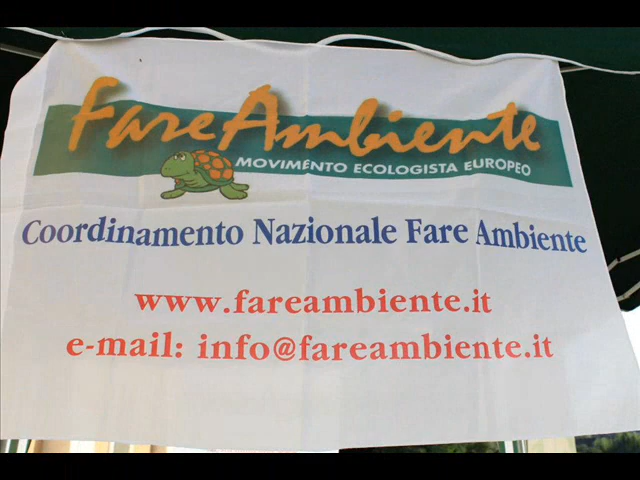 FareAmbiente
MOVIMENTO ECOLOGISTA EUROPEO
Coordinamento Nazionale Fare Ambiente
www.fareambiente.it
e-mail: info@fareambiente.it